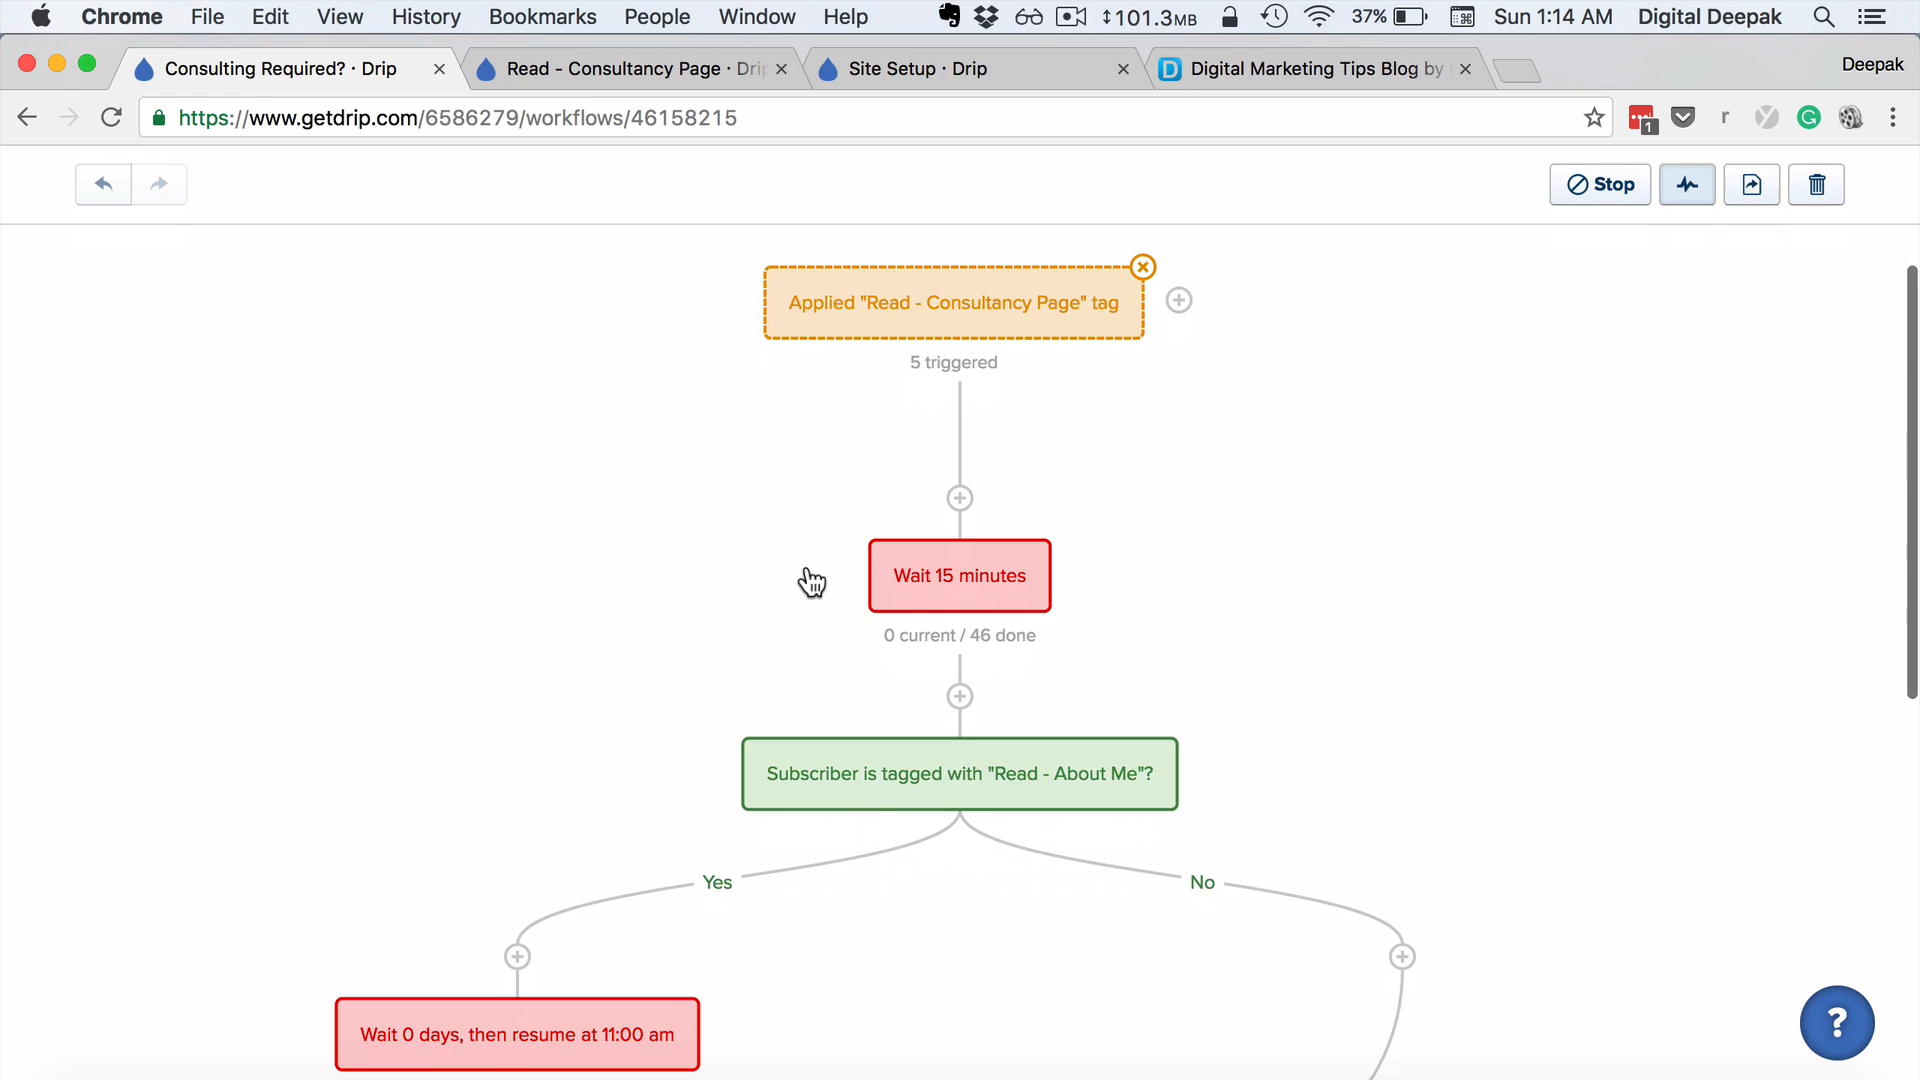 Chrome File Edit View History Bookmarks People Window Help 101.3MB 37% Sun 1:14 AM Digital Deepak
Consulting Required? · Drip Read - Consultancy Page · Drip Site Setup · Drip Digital Marketing Tips Blog by Deepak
https://www.getdrip.com/6586279/workflows/46158215
1
Stop
Applied "Read - Consultancy Page" tag
5 triggered
Wait 15 minutes
0 current / 46 done
Subscriber is tagged with "Read - About Me"?
Yes No
Wait 0 days, then resume at 11:00 am
?